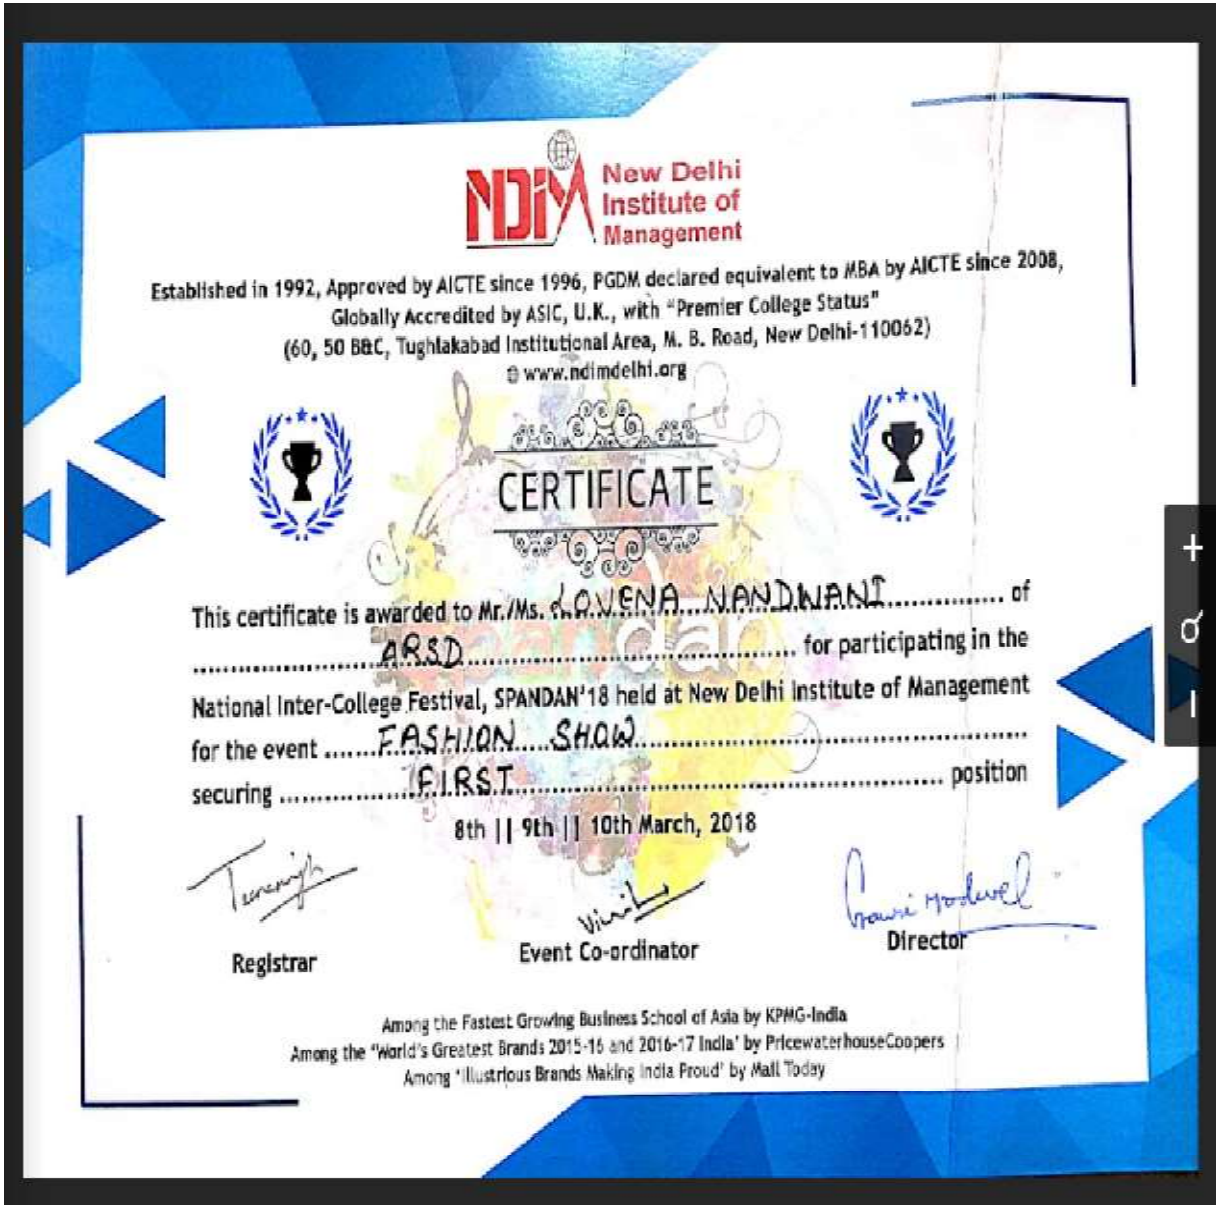 NDIM New Delhi
Institute of
Management
Established in 1992, Approved by AICTE since 1996, PGDM declared equivalent to MBA by AICTE since 2008,
Globally Accredited by ASIC, U.K., with "Premier College Status"
(60, 50 B&C, Tughlakabad Institutional Area, M. B. Road, New Delhi-110062)
www.ndimdelhi.org
CERTIFICATE
This certificate is awarded to Mr./Ms. LOVENA NANDWANI of
ARSD for participating in the
National Inter-College Festival, SPANDAN'18 held at New Delhi Institute of Management
for the event FASHION SHOW
securing FIRST position
8th || 9th || 10th March, 2018
Registrar
Event Co-ordinator
Director
Among the Fastest Growing Business School of Asia by KPMG-India
Among the "World's Greatest Brands 2015-16 and 2016-17 India' by PricewaterhouseCoopers
Among 'Illustrious Brands Making India Proud' by Mail Today